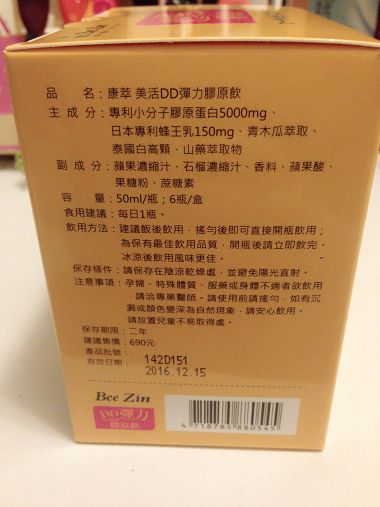 品　　名：康萃 美活DD彈力膠原飲
主 成 分：專利小分子膠原蛋白5000mg、
日本專利蜂王乳150mg、青木瓜萃取、
泰國白高顆、山藥萃取物
副 成 分：蘋果濃縮汁、石榴濃縮汁、香料、蘋果酸、
果糖粉、蔗糖素
容　　量：50ml/瓶；6瓶/盒
食用建議：每日1瓶。
飲用方法：建議飯後飲用，搖勻後即可直接開瓶飲用；
為保有最佳飲用品質，開瓶後請立即飲完。
冰涼後飲用風味更佳。
保存條件：請保存在陰涼乾燥處，並避免陽光直射。
注意事項：孕婦、特殊體質、服藥或身體不適者欲飲用
，請洽專業醫師。請使用前請搖勻，如有沉
澱或顏色變深為自然現象，請安心飲用。
請放置兒童不易取得處。
保存期限：二年
建議售價：690元
產品批號：
有效日期：
142D151
2016.12.15
Bee Zin
DD彈力
膠原飲
4 718785 880545